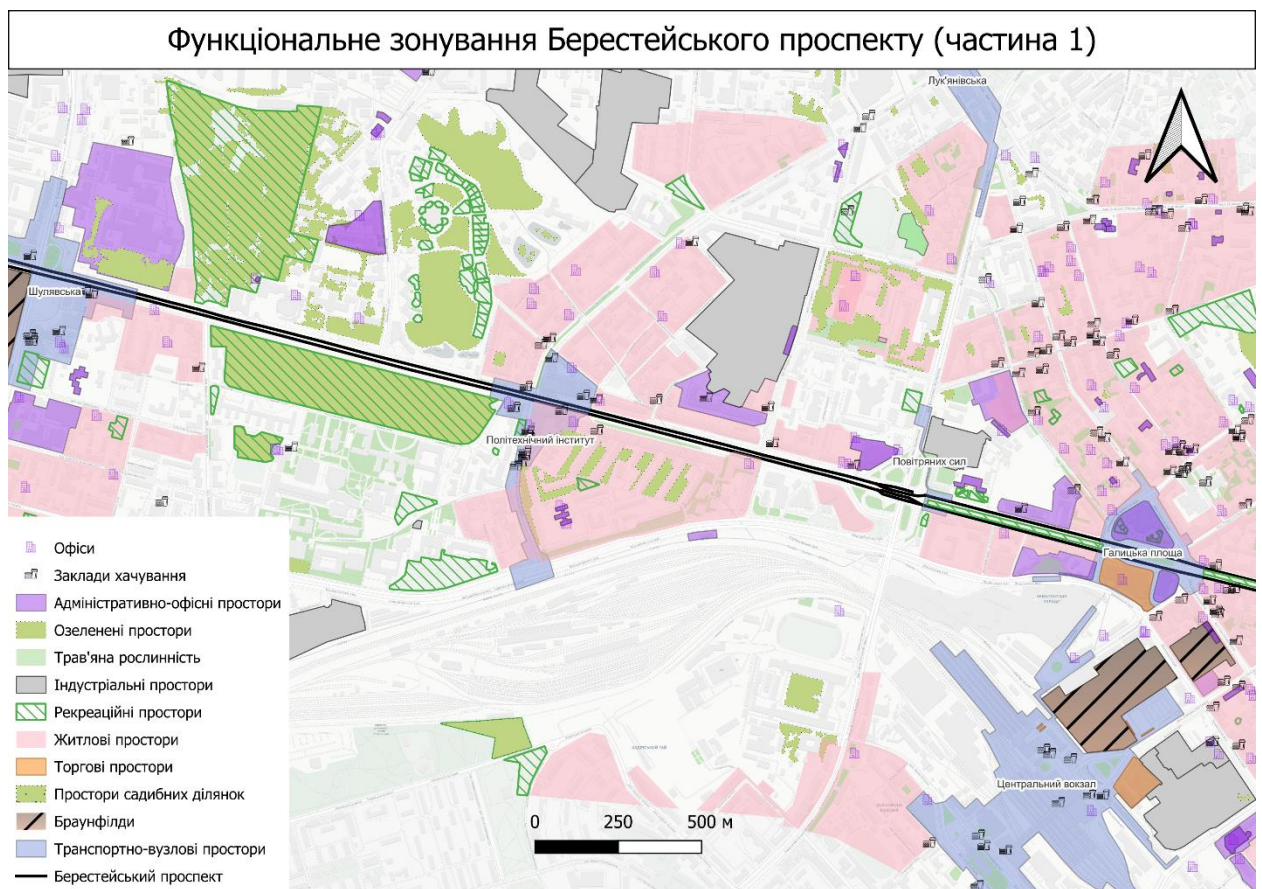 Функціональне зонування Берестейського проспекту (частина 1)
Лук'янівська
Шулявська
Політехнічний інститут
Повітряних сил
Галицька площа
Центральний вокзал
Офіси
Заклади хачування
Адміністративно-офісні простори
Озеленені простори
Трав'яна рослинність
Індустріальні простори
Рекреаційні простори
Житлові простори
Торгові простори
Простори садибних ділянок
Браунфілди
Транспортно-вузлові простори
Берестейський проспект
0 250 500 м